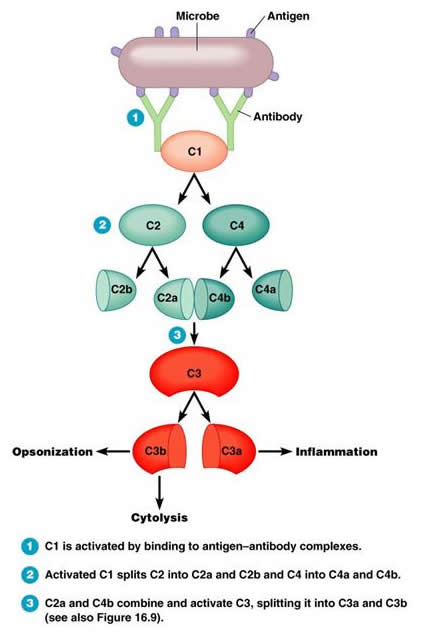 Microbe
Antigen
1
Antibody
C1
2
C2
C4
C2b
C2a
C4b
C4a
3
C3
Opsonization
C3b
C3a
Inflammation
Cytolysis
1 C1 is activated by binding to antigen–antibody complexes.
2 Activated C1 splits C2 into C2a and C2b and C4 into C4a and C4b.
3 C2a and C4b combine and activate C3, splitting it into C3a and C3b
(see also Figure 16.9).